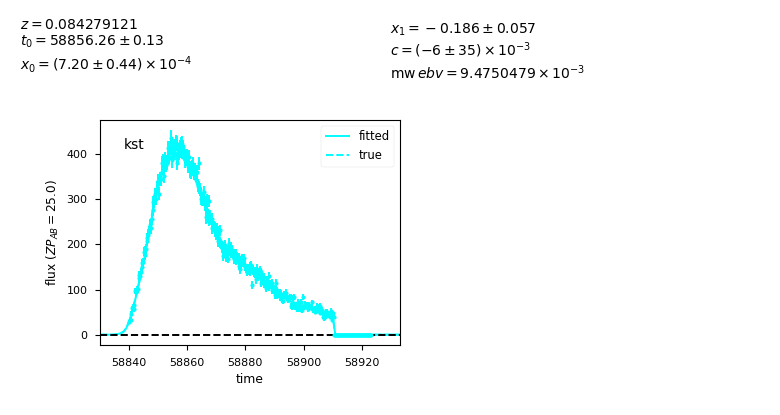 z = 0.084279121
t₀ = 58856.26 ± 0.13
x₀ = (7.20 ± 0.44) × 10⁻⁴
x₁ = − 0.186 ± 0.057
c = (−6 ± 35) × 10⁻³
mw ebv = 9.4750479 × 10⁻³
kst
fitted
true
400
300
200
100
0
flux (ZP_AB = 25.0)
58840 58860 58880 58900 58920
time